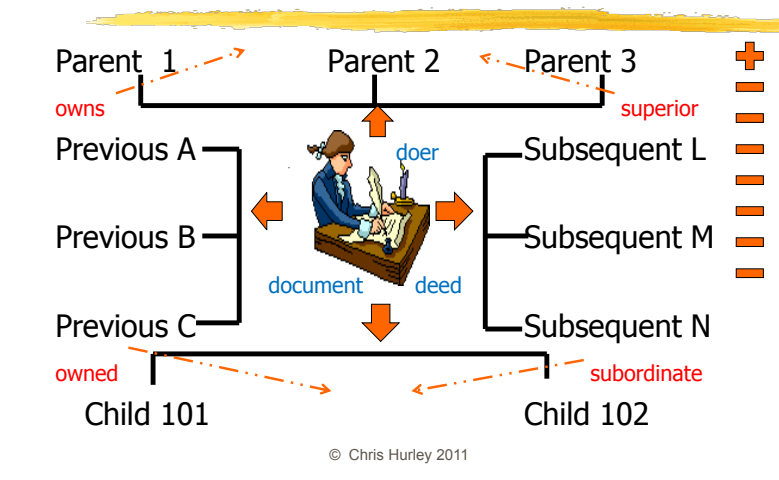 Parent 1 Parent 2 Parent 3
owns superior
Previous A doer Subsequent L
Previous B Subsequent M
document deed
Previous C Subsequent N
owned subordinate
Child 101 Child 102
© Chris Hurley 2011